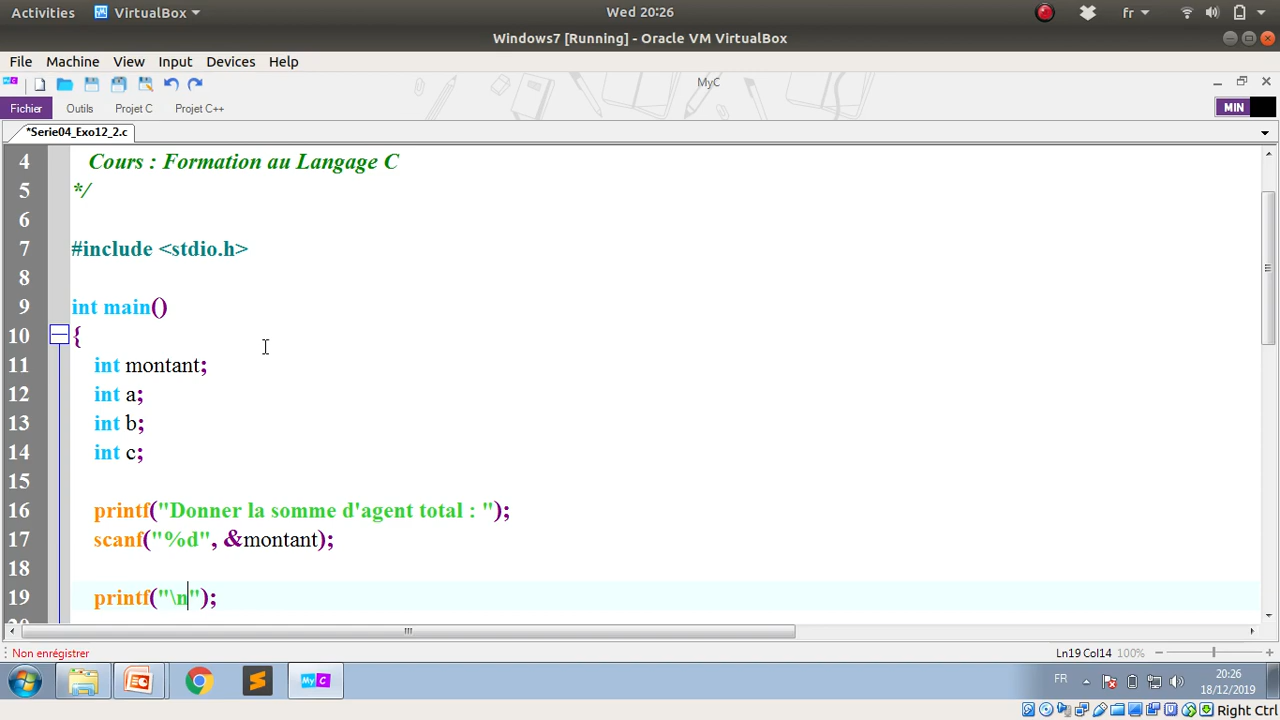 Activities VirtualBox Wed 20:26 fr
Windows7 [Running] - Oracle VM VirtualBox
File Machine View Input Devices Help
MyC
Fichier Outils Projet C Projet C++ MIN
*Serie04_Exo12_2.c
4 Cours : Formation au Langage C
5 */
6
7 #include <stdio.h>
8
9 int main()
10 {
11 int montant;
12 int a;
13 int b;
14 int c;
15
16 printf("Donner la somme d'agent total : ");
17 scanf("%d", &montant);
18
19 printf("\n");
Non enrégistrer Ln19 Col14 100%
MyC FR 20:26
18/12/2019
Right Ctrl